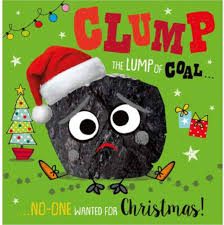 CLUMP
THE LUMP OF COAL...
...NO-ONE WANTED FOR Christmas!